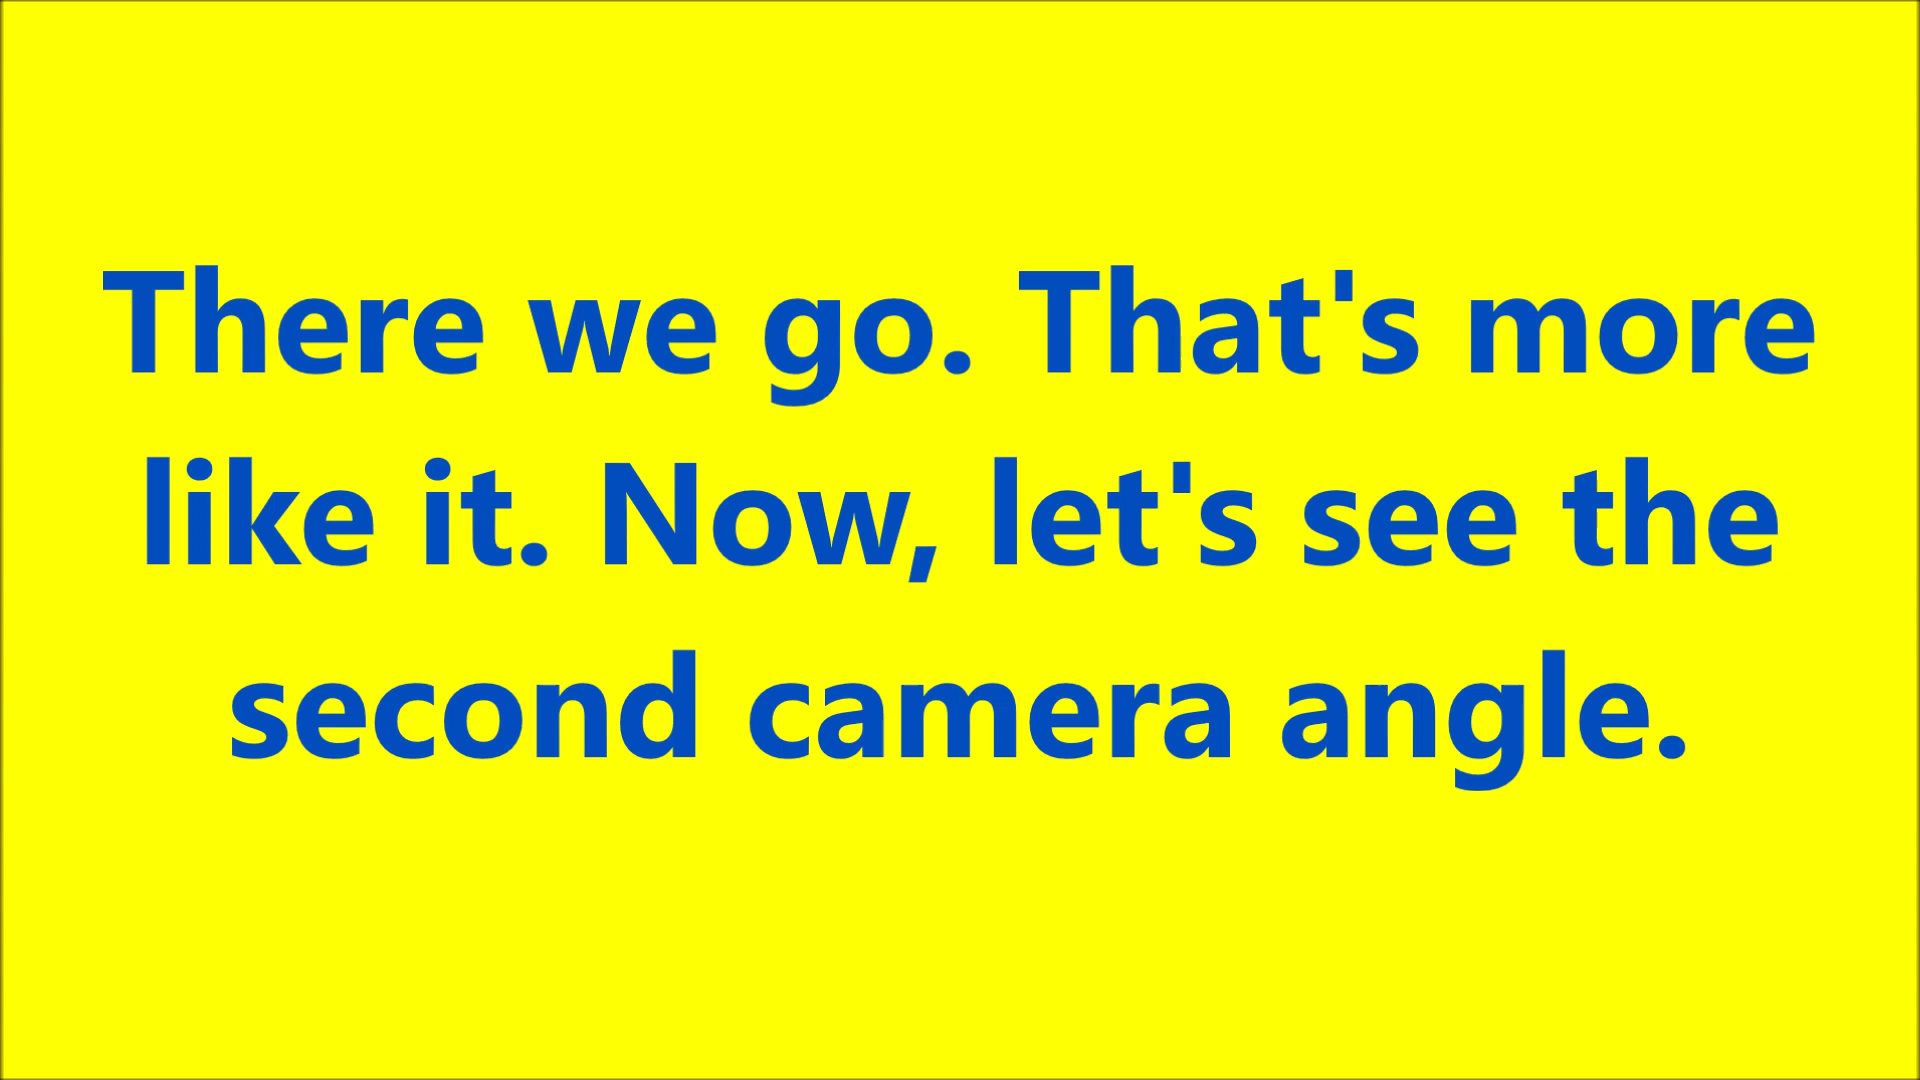 There we go. That's more
like it. Now, let's see the
second camera angle.